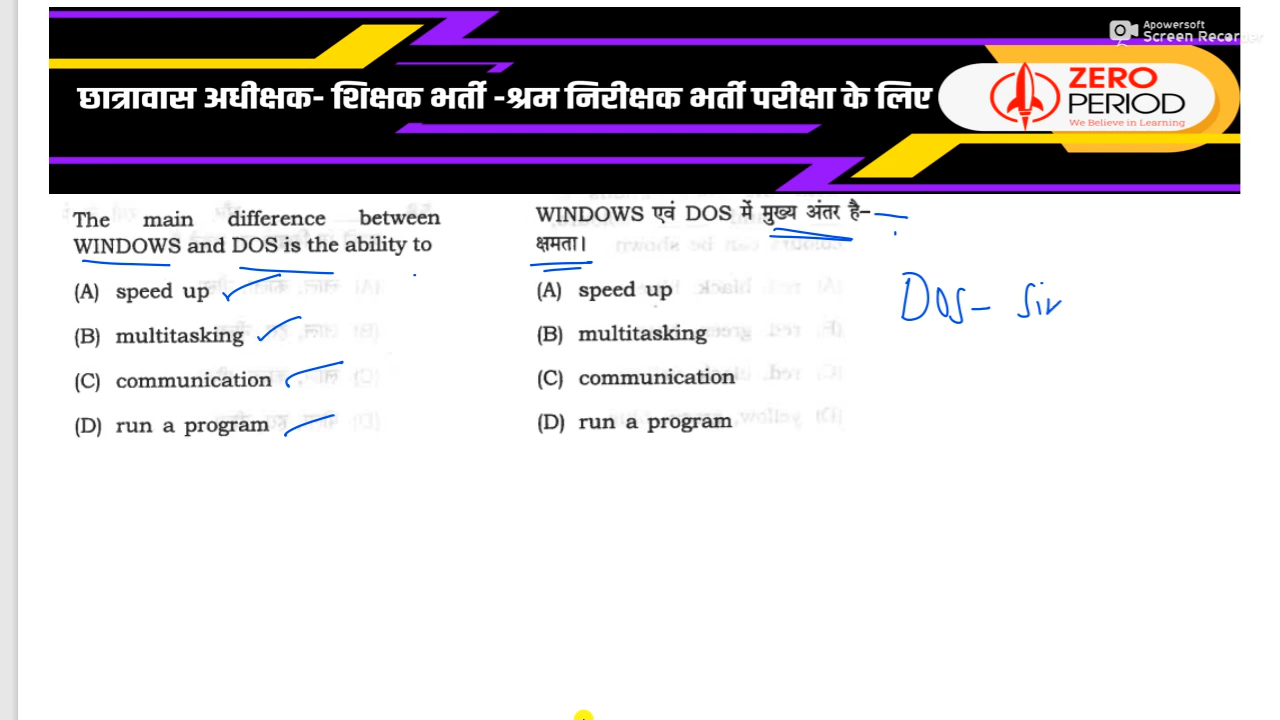 Apowersoft
Screen Recorder
छात्रावास अधीक्षक- शिक्षक भर्ती -श्रम निरीक्षक भर्ती परीक्षा के लिए
ZERO
PERIOD
We Believe in Learning
The main difference between
WINDOWS and DOS is the ability to
(A) speed up
(B) multitasking
(C) communication
(D) run a program
WINDOWS एवं DOS में मुख्य अंतर है-
क्षमता।
(A) speed up
(B) multitasking
(C) communication
(D) run a program
DOS - Sin